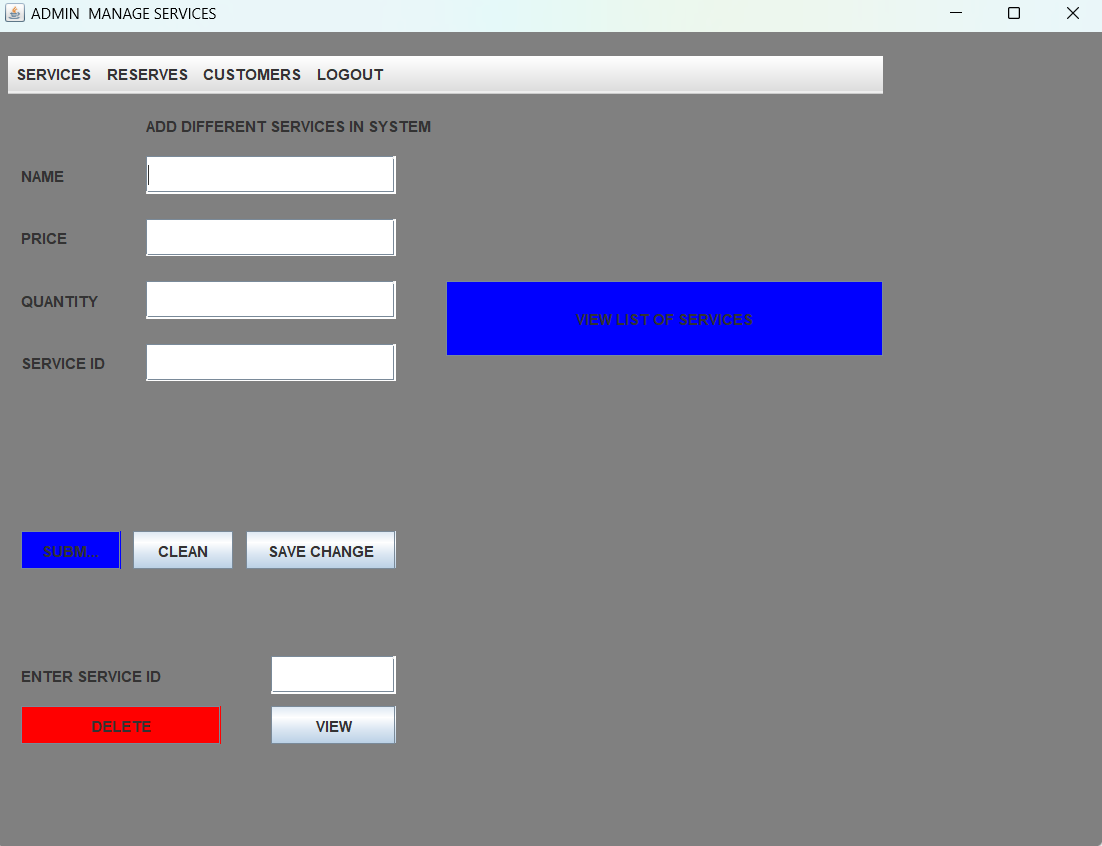 ADMIN  MANAGE SERVICES
SERVICES RESERVES CUSTOMERS LOGOUT
ADD DIFFERENT SERVICES IN SYSTEM
NAME
PRICE
QUANTITY
VIEW LIST OF SERVICES
SERVICE ID
SUBM... CLEAN SAVE CHANGE
ENTER SERVICE ID
DELETE VIEW